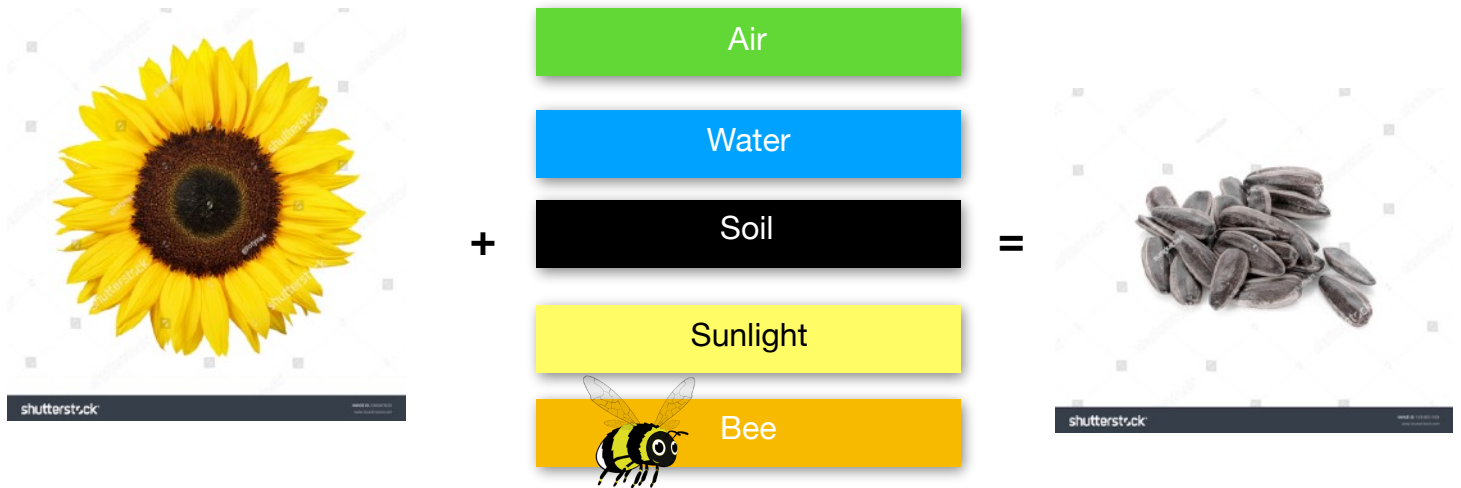 Air
Water
+
Soil
=
Sunlight
Bee
shutterstock
shutterstock